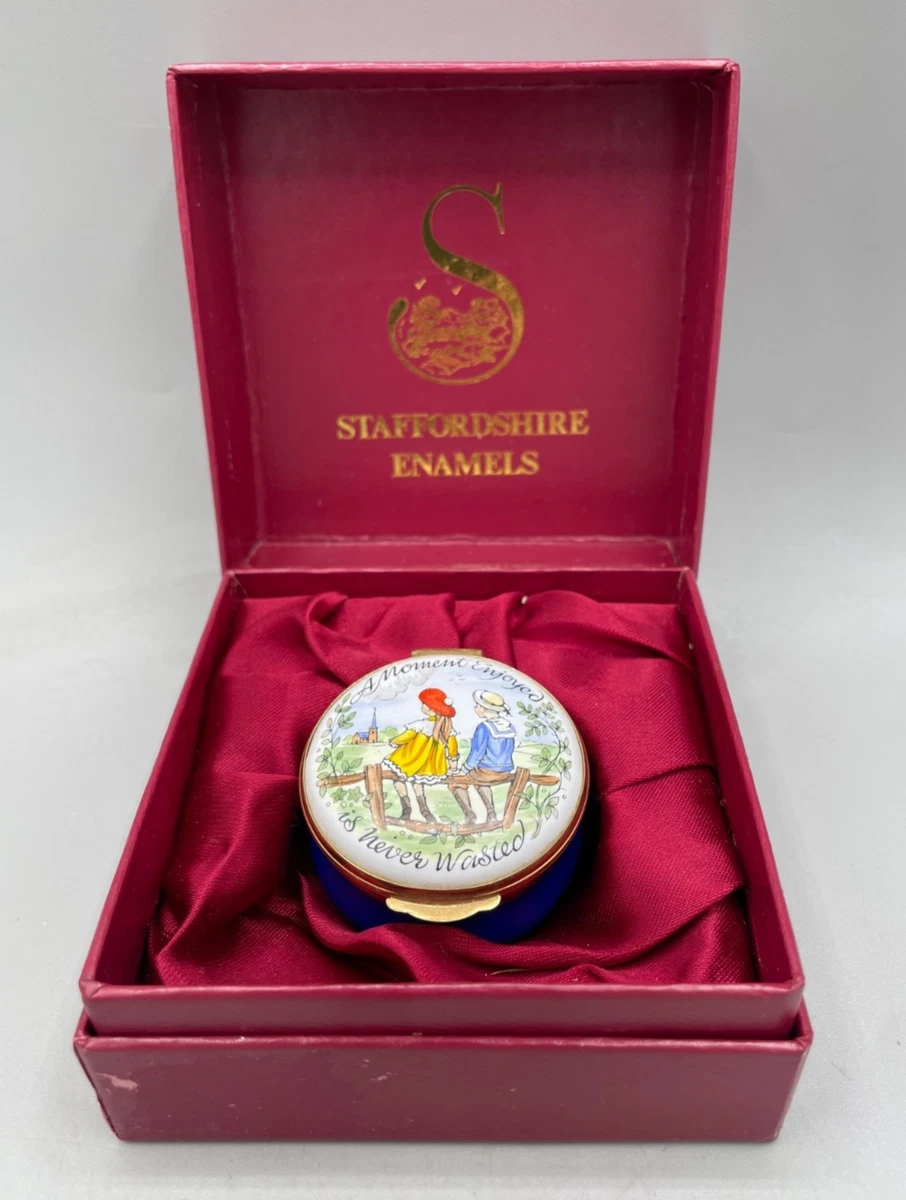 S
STAFFORDSHIRE
ENAMELS
A Moment Enjoyed
is never Wasted